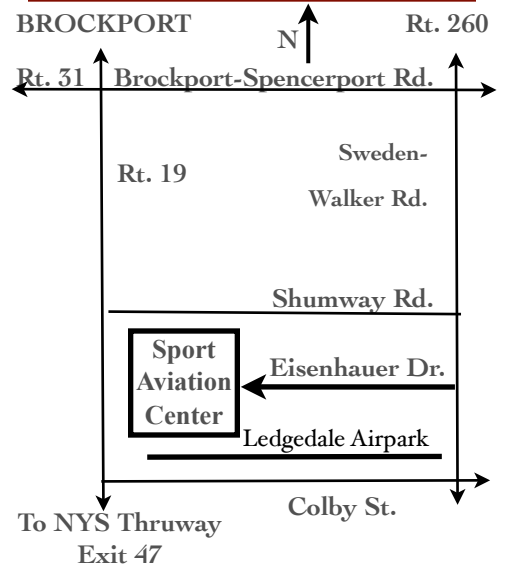 BROCKPORT
N
Rt. 260
Rt. 31
Brockport-Spencerport Rd.
Rt. 19
Sweden-
Walker Rd.
Shumway Rd.
Sport
Aviation
Center
Eisenhauer Dr.
Ledgedale Airpark
Colby St.
To NYS Thruway
Exit 47